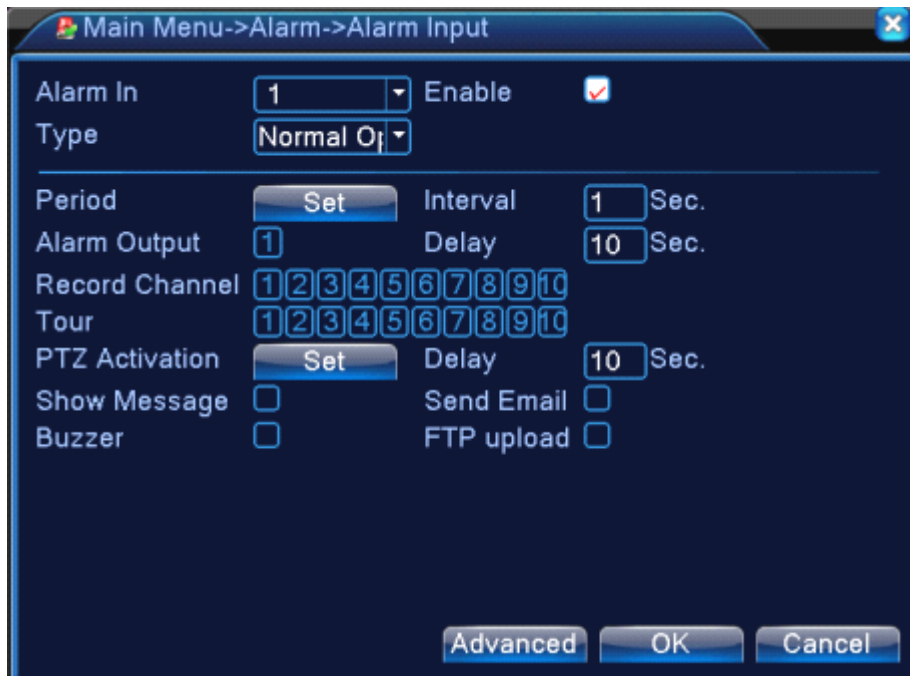 Main Menu->Alarm->Alarm Input
Alarm In 1 Enable
Type Normal Op
Period Set Interval 1 Sec.
Alarm Output 1 Delay 10 Sec.
Record Channel 1 2 3 4 5 6 7 8 9 10
Tour 1 2 3 4 5 6 7 8 9 10
PTZ Activation Set Delay 10 Sec.
Show Message Send Email
Buzzer FTP upload
Advanced OK Cancel